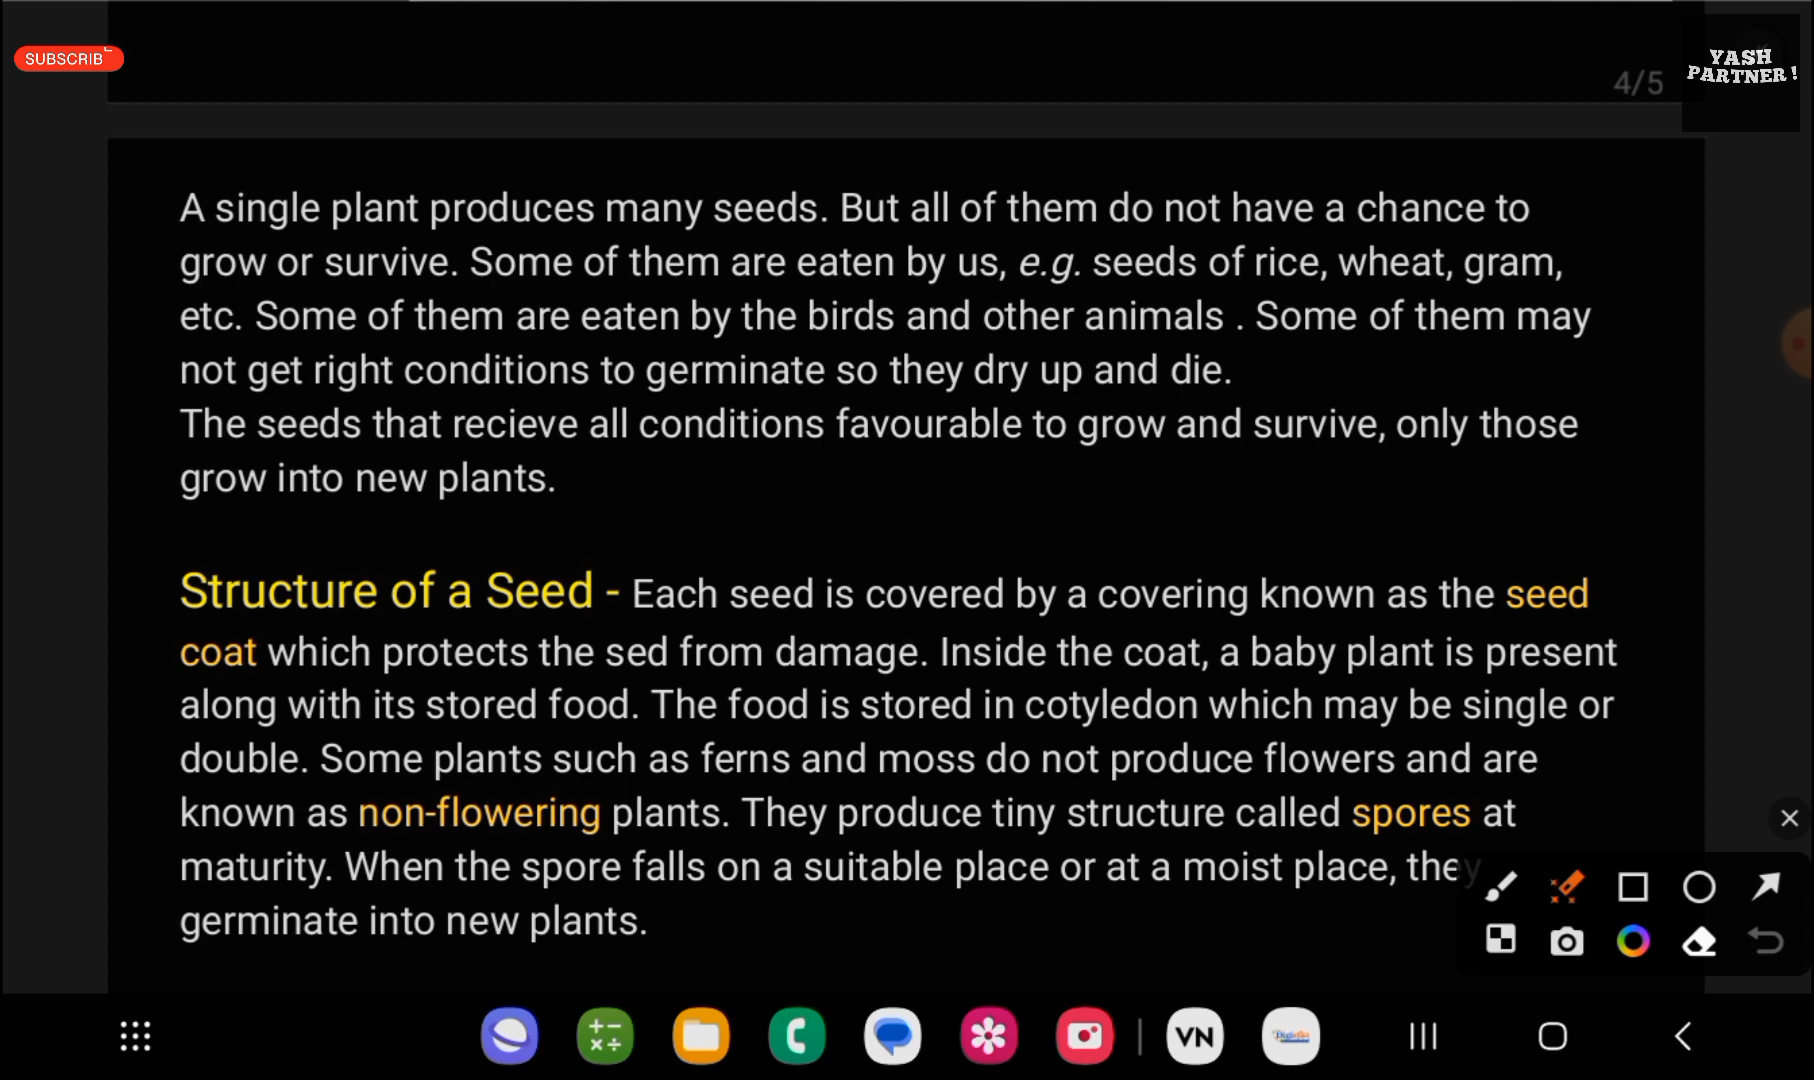 SUBSCRIB
YASH
PARTNER!
4/5
A single plant produces many seeds. But all of them do not have a chance to
grow or survive. Some of them are eaten by us, e.g. seeds of rice, wheat, gram,
etc. Some of them are eaten by the birds and other animals . Some of them may
not get right conditions to germinate so they dry up and die.
The seeds that recieve all conditions favourable to grow and survive, only those
grow into new plants.
Structure of a Seed - Each seed is covered by a covering known as the seed
coat which protects the sed from damage. Inside the coat, a baby plant is present
along with its stored food. The food is stored in cotyledon which may be single or
double. Some plants such as ferns and moss do not produce flowers and are
known as non-flowering plants. They produce tiny structure called spores at
maturity. When the spore falls on a suitable place or at a moist place, they
germinate into new plants.
VN